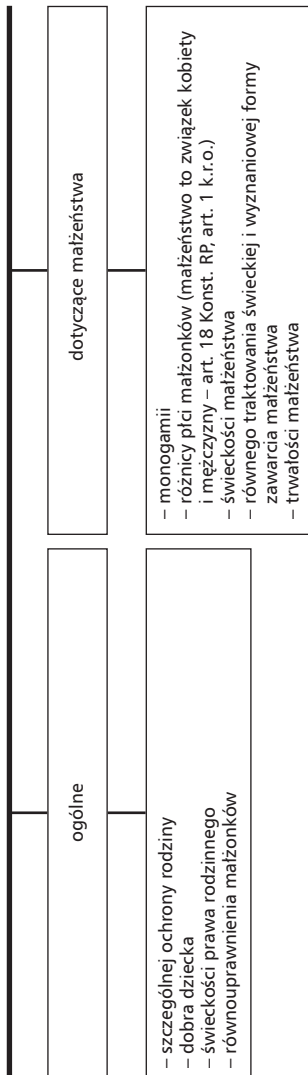 ogólne
– szczególnej ochrony rodziny
– dobra dziecka
– świeckości prawa rodzinnego
– równouprawnienia małżonków
dotyczące małżeństwa
– monogamii
– różnicy płci małżonków (małżeństwo to związek kobiety
i mężczyzny – art. 18 Konst. RP, art. 1 k.r.o.)
– świeckości małżeństwa
– równego traktowania świeckiej i wyznaniowej formy
zawarcia małżeństwa
– trwałości małżeństwa